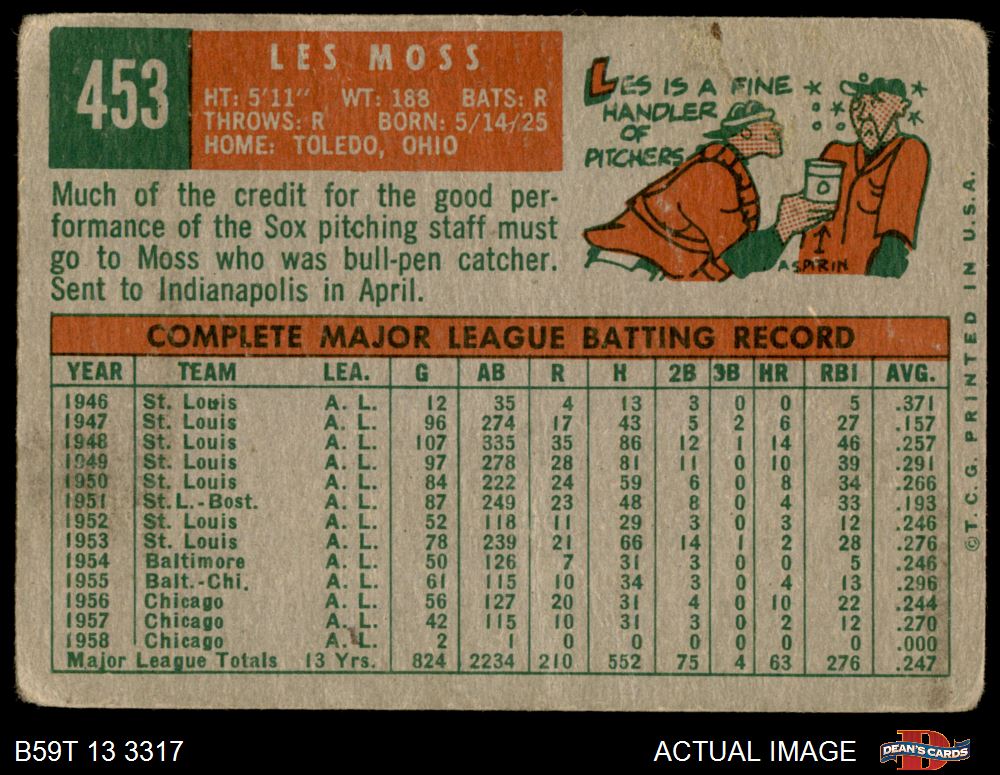 453
LES MOSS
HT: 5'11" WT: 188 BATS: R
THROWS: R BORN: 5/14/25
HOME: TOLEDO, OHIO
LES IS A FINE
HANDLER
OF
PITCHERS
ASPIRIN
Much of the credit for the good per-
formance of the Sox pitching staff must
go to Moss who was bull-pen catcher.
Sent to Indianapolis in April.
COMPLETE MAJOR LEAGUE BATTING RECORD
YEAR TEAM LEA. G AB R H 2B 3B HR RBI AVG.
1946 St. Louis A. L. 12 35 4 13 3 0 0 5 .371
1947 St. Louis A. L. 96 274 17 43 5 2 6 27 .157
1948 St. Louis A. L. 107 335 35 86 12 1 14 46 .257
1949 St. Louis A. L. 97 278 28 81 11 0 10 39 .291
1950 St. Louis A. L. 84 222 24 59 6 0 8 34 .266
1951 St. L.-Bost. A. L. 87 249 23 48 8 0 4 33 .193
1952 St. Louis A. L. 52 118 11 29 3 0 3 12 .246
1953 St. Louis A. L. 78 239 21 66 14 1 2 28 .276
1954 Baltimore A. L. 50 126 7 31 3 0 0 5 .246
1955 Balt.-Chi. A. L. 61 115 10 34 3 0 4 13 .296
1956 Chicago A. L. 56 127 20 31 4 0 10 22 .244
1957 Chicago A. L. 42 115 10 31 3 0 2 12 .270
1958 Chicago A. L. 2 1 0 0 0 0 0 0 .000
Major League Totals 13 Yrs. 824 2234 210 552 75 4 63 276 .247
©T. C. G. PRINTED IN U.S.A.
B59T 13 3317
ACTUAL IMAGE
D
DEAN'S CARDS